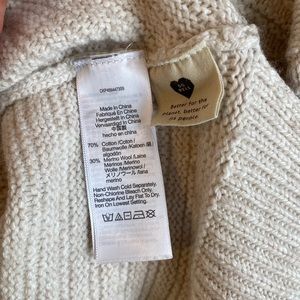 Made In China
Fabriqué En Chine
Hergestellt In China
Vervaardigd In China
中国製
hecho en china
70% Cotton /Coton /
Baumwolle /Katoen / 綿 /
algodón
30% Merino Wool /Laine
Mérinos / Merino
Wolle / Merinowol /
メリノウール / lana
merino
Hand Wash Cold Separately.
Non-Chlorine Bleach Only.
Reshape And Lay Flat To Dry.
Iron On Lowest Setting.
DO
WELL
Better for the
planet, better for
people